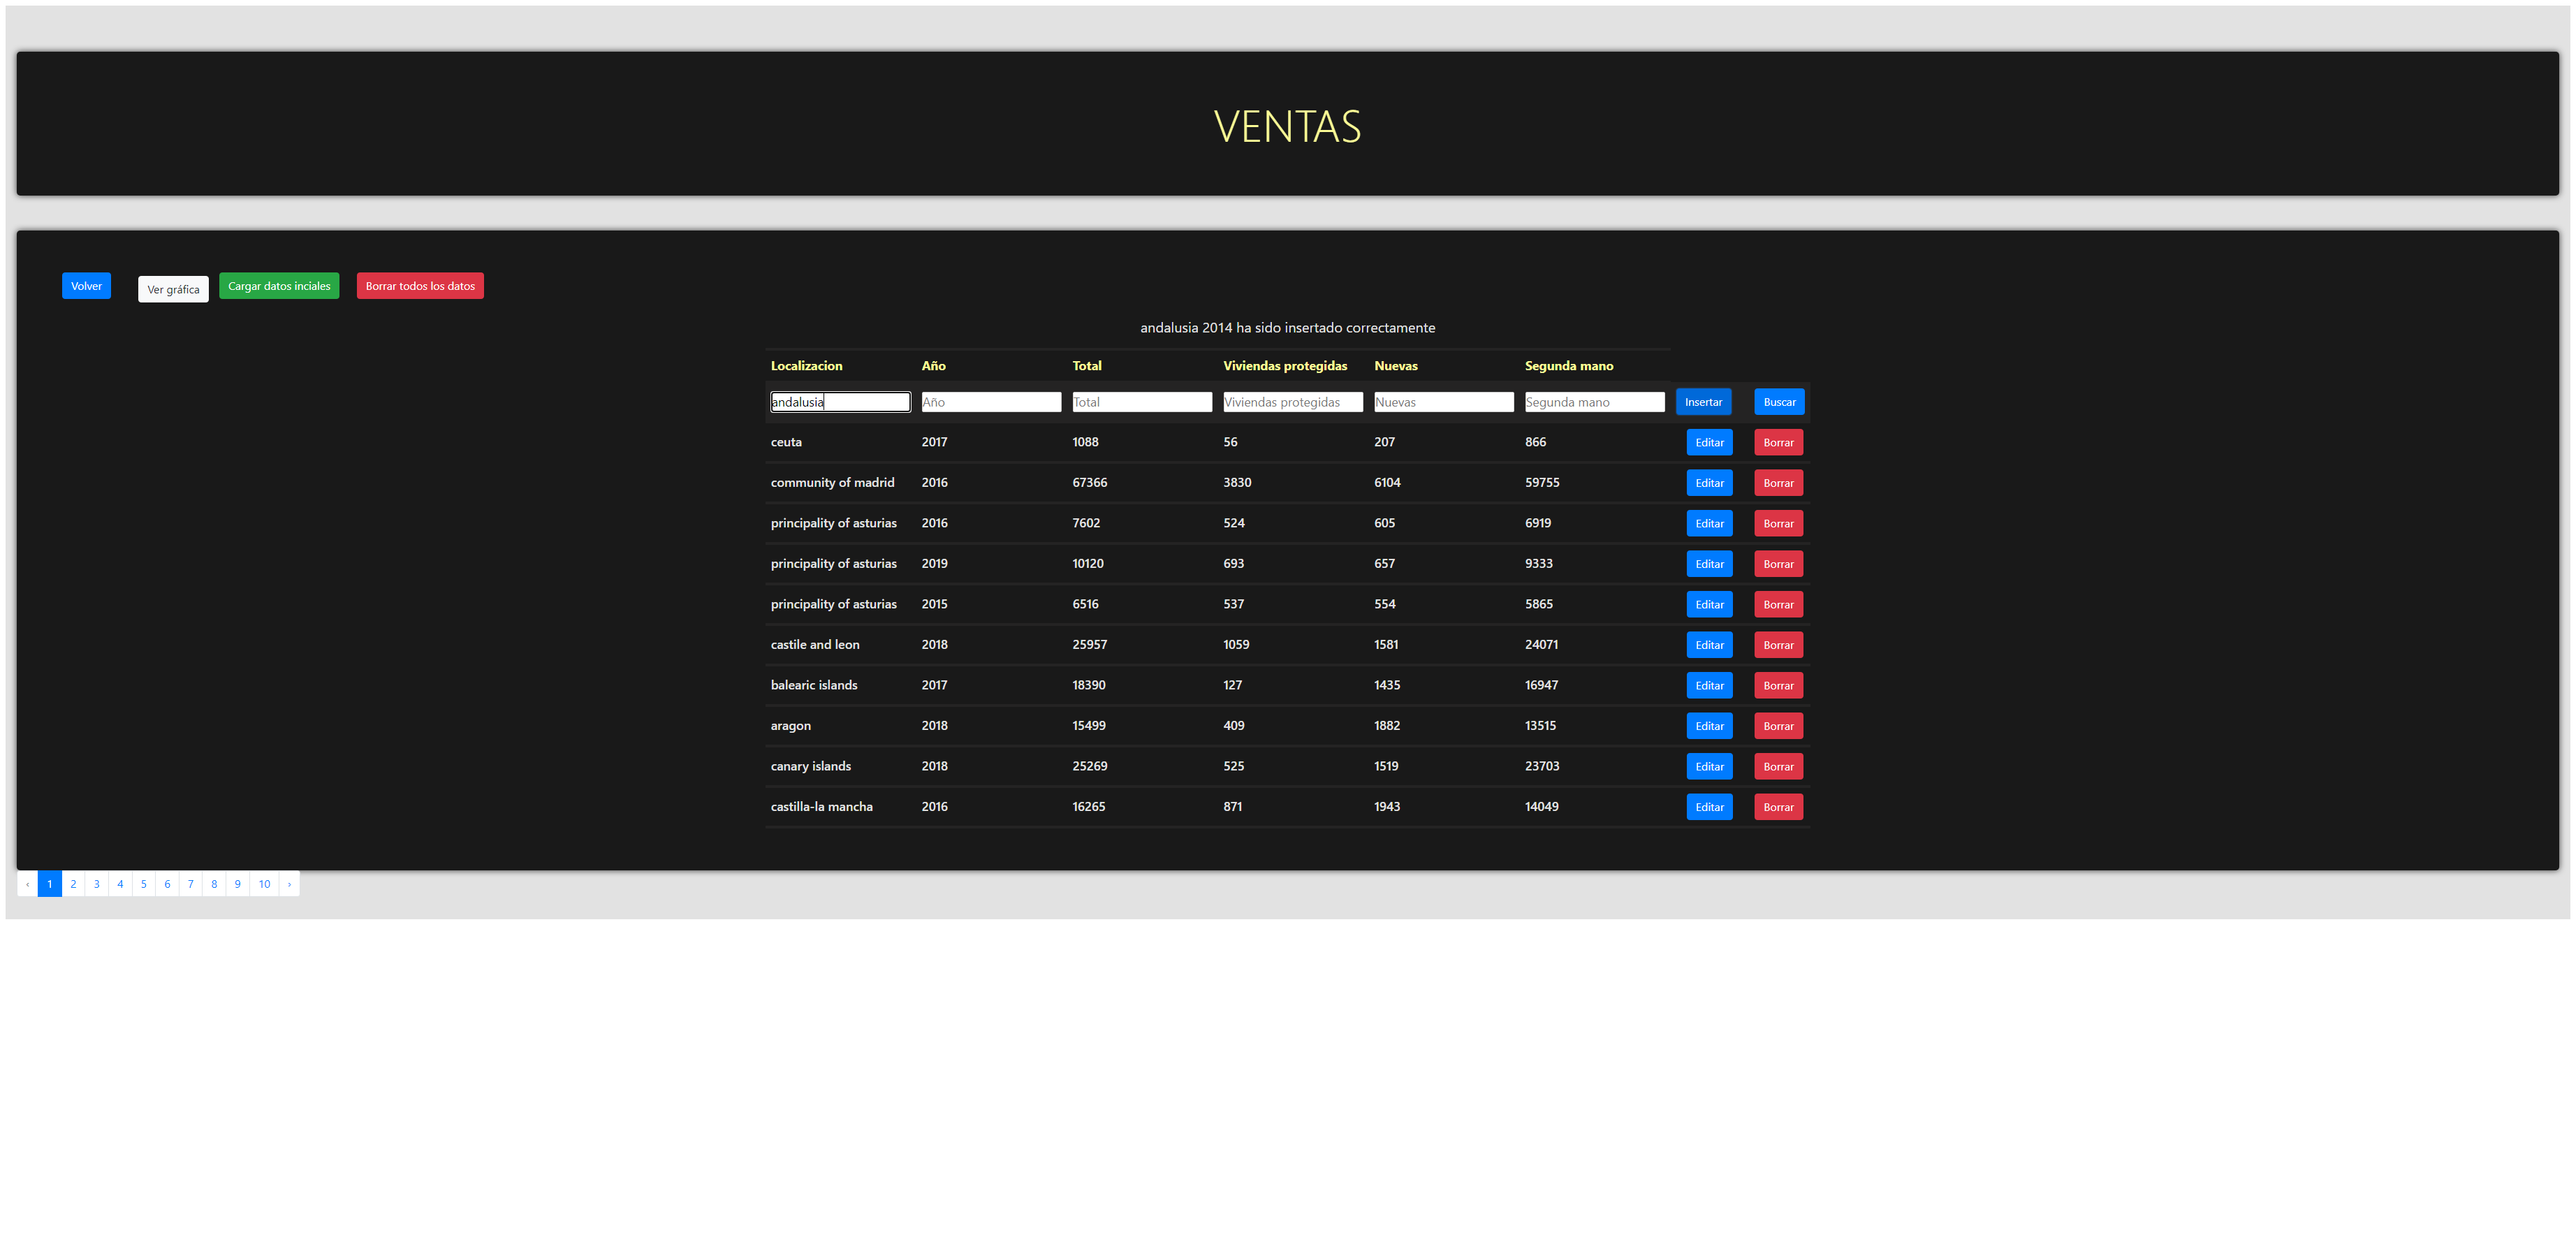 VENTAS
Volver Ver gráfica Cargar datos inciales Borrar todos los datos
andalusia 2014 ha sido insertado correctamente
Localizacion Año Total Viviendas protegidas Nuevas Segunda mano
andalusia Año Total Viviendas protegidas Nuevas Segunda mano Insertar Buscar
ceuta 2017 1088 56 207 866 Editar Borrar
community of madrid 2016 67366 3830 6104 59755 Editar Borrar
principality of asturias 2016 7602 524 605 6919 Editar Borrar
principality of asturias 2019 10120 693 657 9333 Editar Borrar
principality of asturias 2015 6516 537 554 5865 Editar Borrar
castile and leon 2018 25957 1059 1581 24071 Editar Borrar
balearic islands 2017 18390 127 1435 16947 Editar Borrar
aragon 2018 15499 409 1882 13515 Editar Borrar
canary islands 2018 25269 525 1519 23703 Editar Borrar
castilla-la mancha 2016 16265 871 1943 14049 Editar Borrar
‹ 1 2 3 4 5 6 7 8 9 10 ›